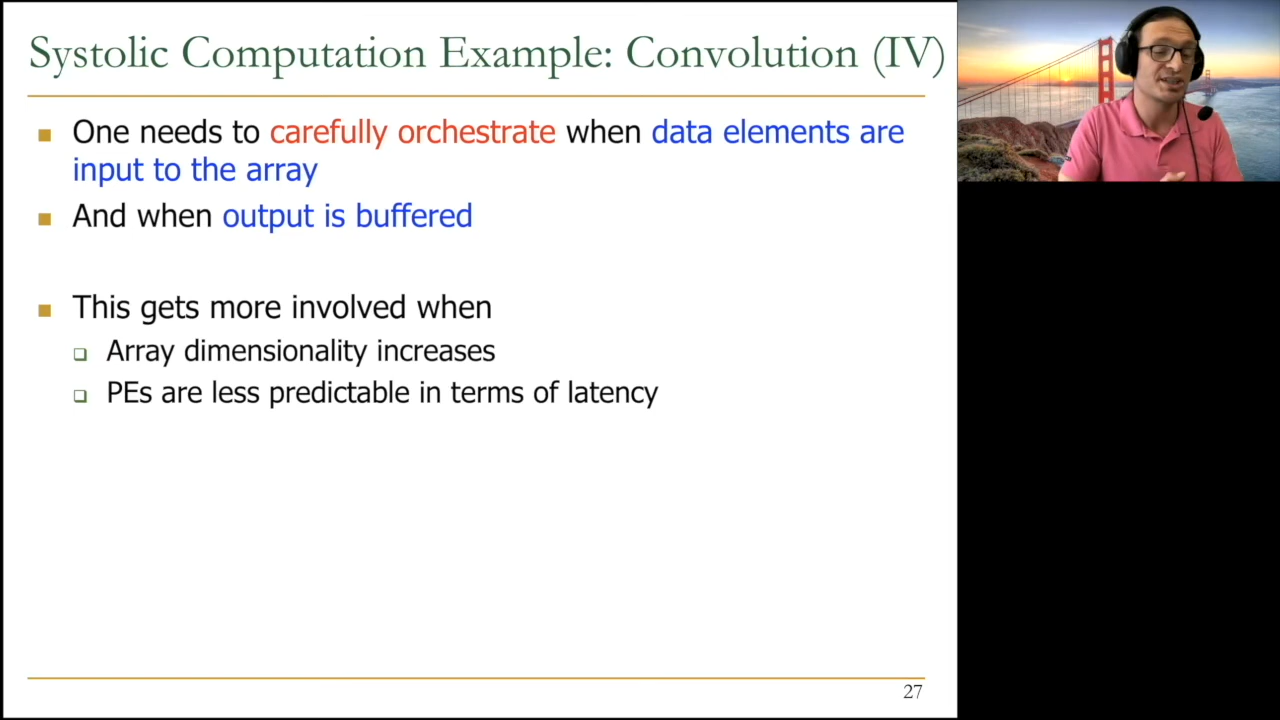 Systolic Computation Example: Convolution (IV)
One needs to carefully orchestrate when data elements are
input to the array
And when output is buffered
This gets more involved when
Array dimensionality increases
PEs are less predictable in terms of latency
27